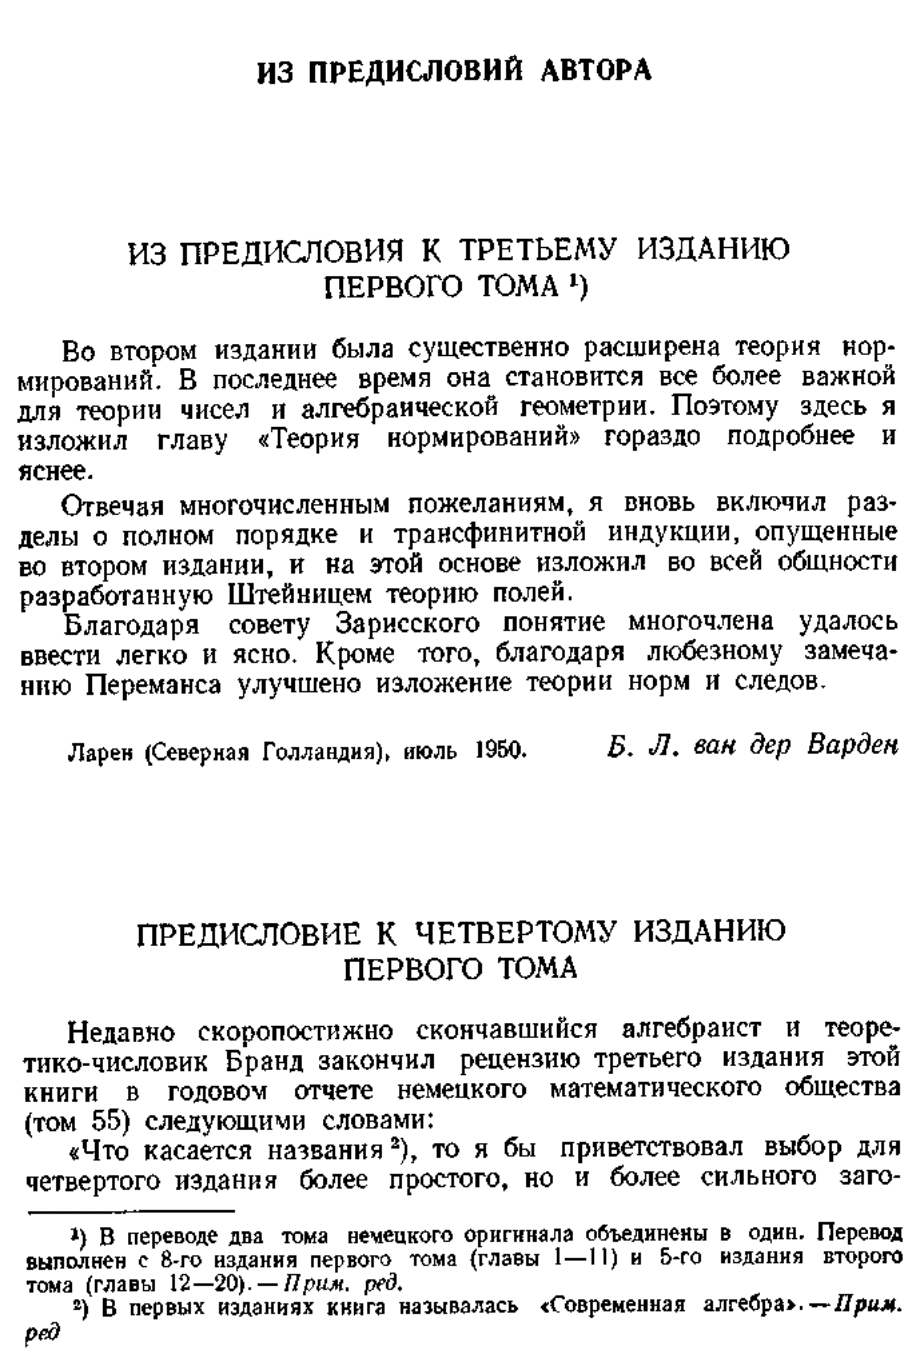 ИЗ ПРЕДИСЛОВИЙ АВТОРА
ИЗ ПРЕДИСЛОВИЯ К ТРЕТЬЕМУ ИЗДАНИЮ
ПЕРВОГО ТОМА ¹)
Во втором издании была существенно расширена теория нор-
мирований. В последнее время она становится все более важной
для теории чисел и алгебраической геометрии. Поэтому здесь я
изложил главу «Теория нормирований» гораздо подробнее и
яснее.
Отвечая многочисленным пожеланиям, я вновь включил раз-
делы о полном порядке и трансфинитной индукции, опущенные
во втором издании, и на этой основе изложил во всей общности
разработанную Штейницем теорию полей.
Благодаря совету Зарисского понятие многочлена удалось
ввести легко и ясно. Кроме того, благодаря любезному замеча-
нию Переманса улучшено изложение теории норм и следов.
Ларен (Северная Голландия), июль 1950. Б. Л. ван дер Варден
ПРЕДИСЛОВИЕ К ЧЕТВЕРТОМУ ИЗДАНИЮ
ПЕРВОГО ТОМА
Недавно скоропостижно скончавшийся алгебраист и теоре-
тико-числовик Бранд закончил рецензию третьего издания этой
книги в годовом отчете немецкого математического общества
(том 55) следующими словами:
«Что касается названия ²), то я бы приветствовал выбор для
четвертого издания более простого, но и более сильного заго-
¹) В переводе два тома немецкого оригинала объединены в один. Перевод
выполнен с 8-го издания первого тома (главы 1—11) и 5-го издания второго
тома (главы 12—20). — Прим. ред.
²) В первых изданиях книга называлась «Современная алгебра». — Прим.
ред